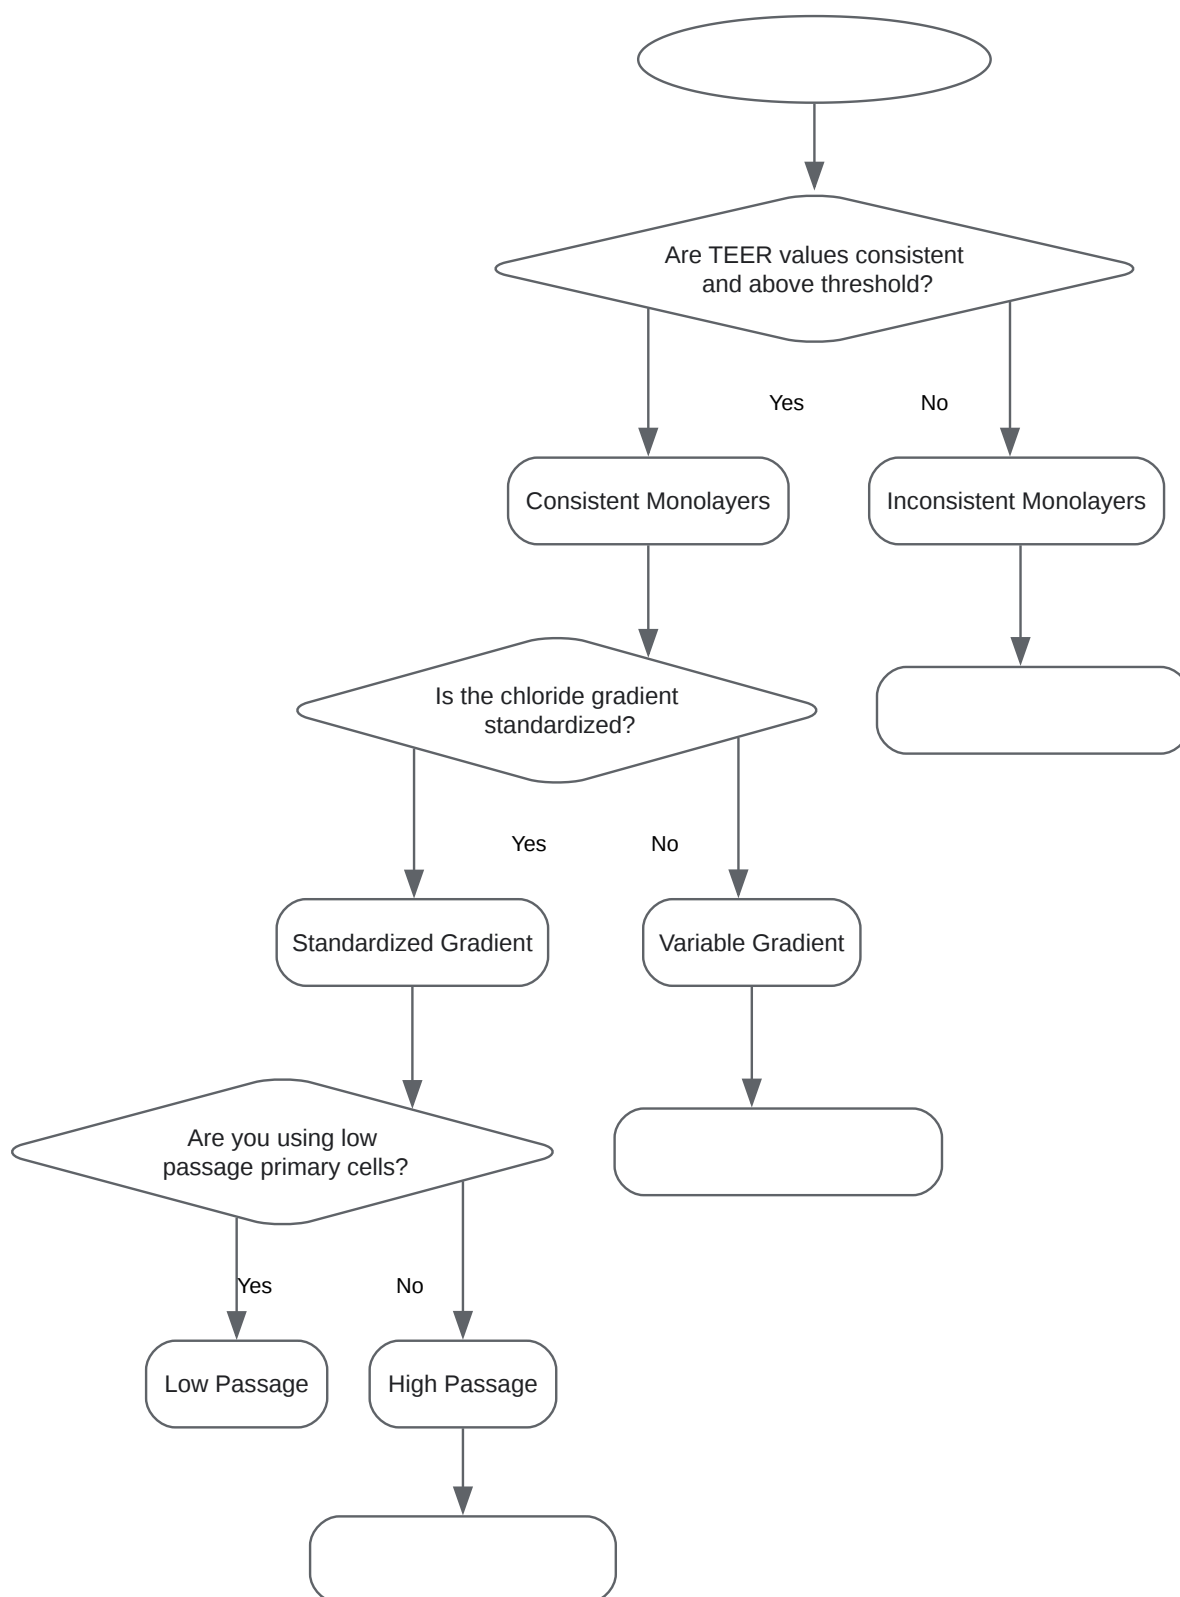 Are TEER values consistent
and above threshold?
Yes
No
Consistent Monolayers
Inconsistent Monolayers
Is the chloride gradient
standardized?
Yes
No
Standardized Gradient
Variable Gradient
Are you using low
passage primary cells?
Yes
No
Low Passage
High Passage